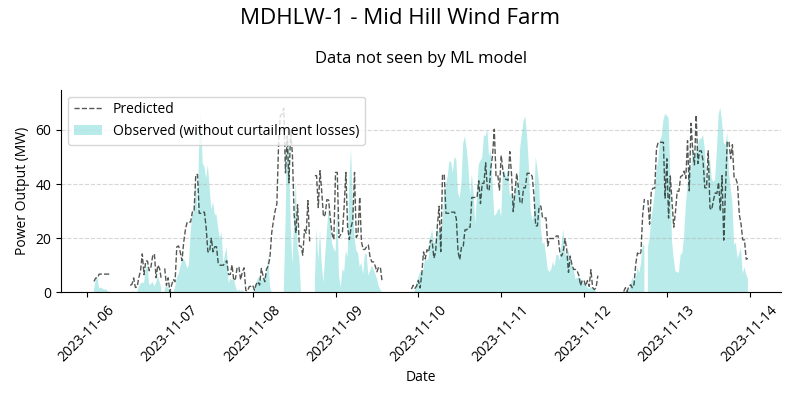 MDHLW-1 - Mid Hill Wind Farm
Data not seen by ML model
Predicted
Observed (without curtailment losses)
Power Output (MW)
60
40
20
0
2023-11-06
2023-11-07
2023-11-08
2023-11-09
2023-11-10
2023-11-11
2023-11-12
2023-11-13
2023-11-14
Date